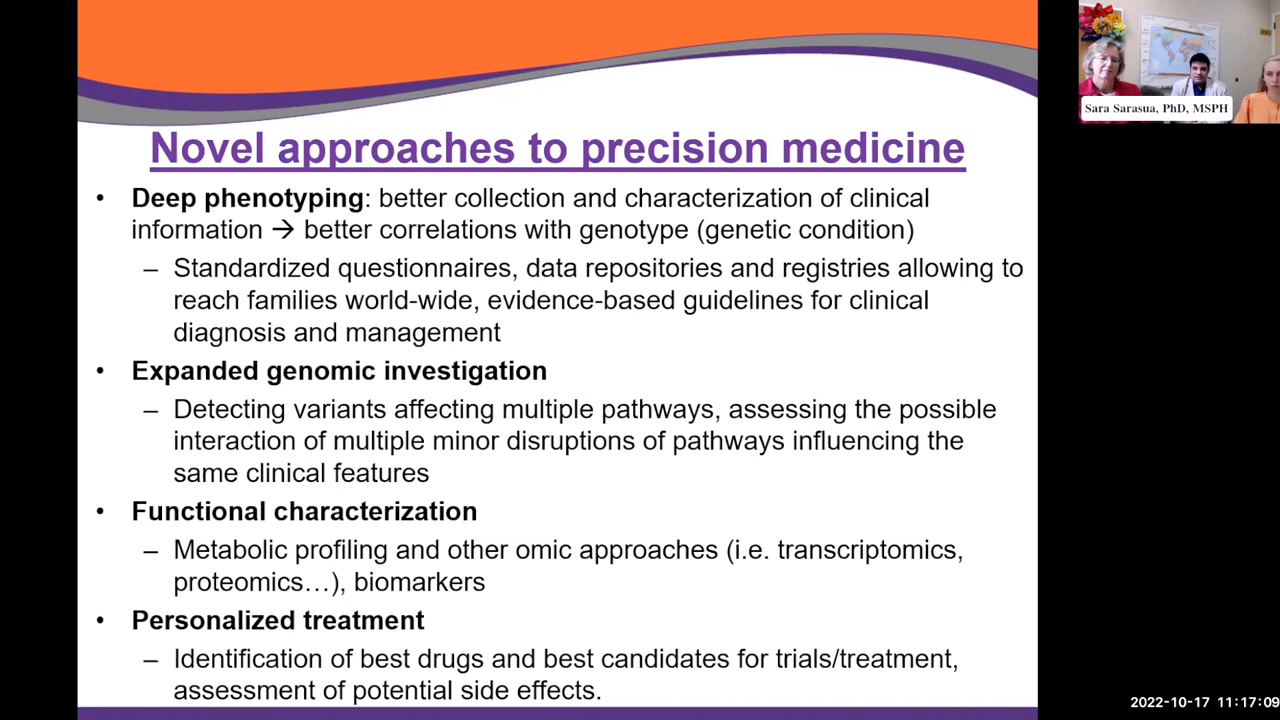 Sara Sarasua, PhD, MSPH
Novel approaches to precision medicine
• Deep phenotyping: better collection and characterization of clinical
information → better correlations with genotype (genetic condition)
– Standardized questionnaires, data repositories and registries allowing to
reach families world-wide, evidence-based guidelines for clinical
diagnosis and management
• Expanded genomic investigation
– Detecting variants affecting multiple pathways, assessing the possible
interaction of multiple minor disruptions of pathways influencing the
same clinical features
• Functional characterization
– Metabolic profiling and other omic approaches (i.e. transcriptomics,
proteomics…), biomarkers
• Personalized treatment
– Identification of best drugs and best candidates for trials/treatment,
assessment of potential side effects.
2022-10-17 11:17:09